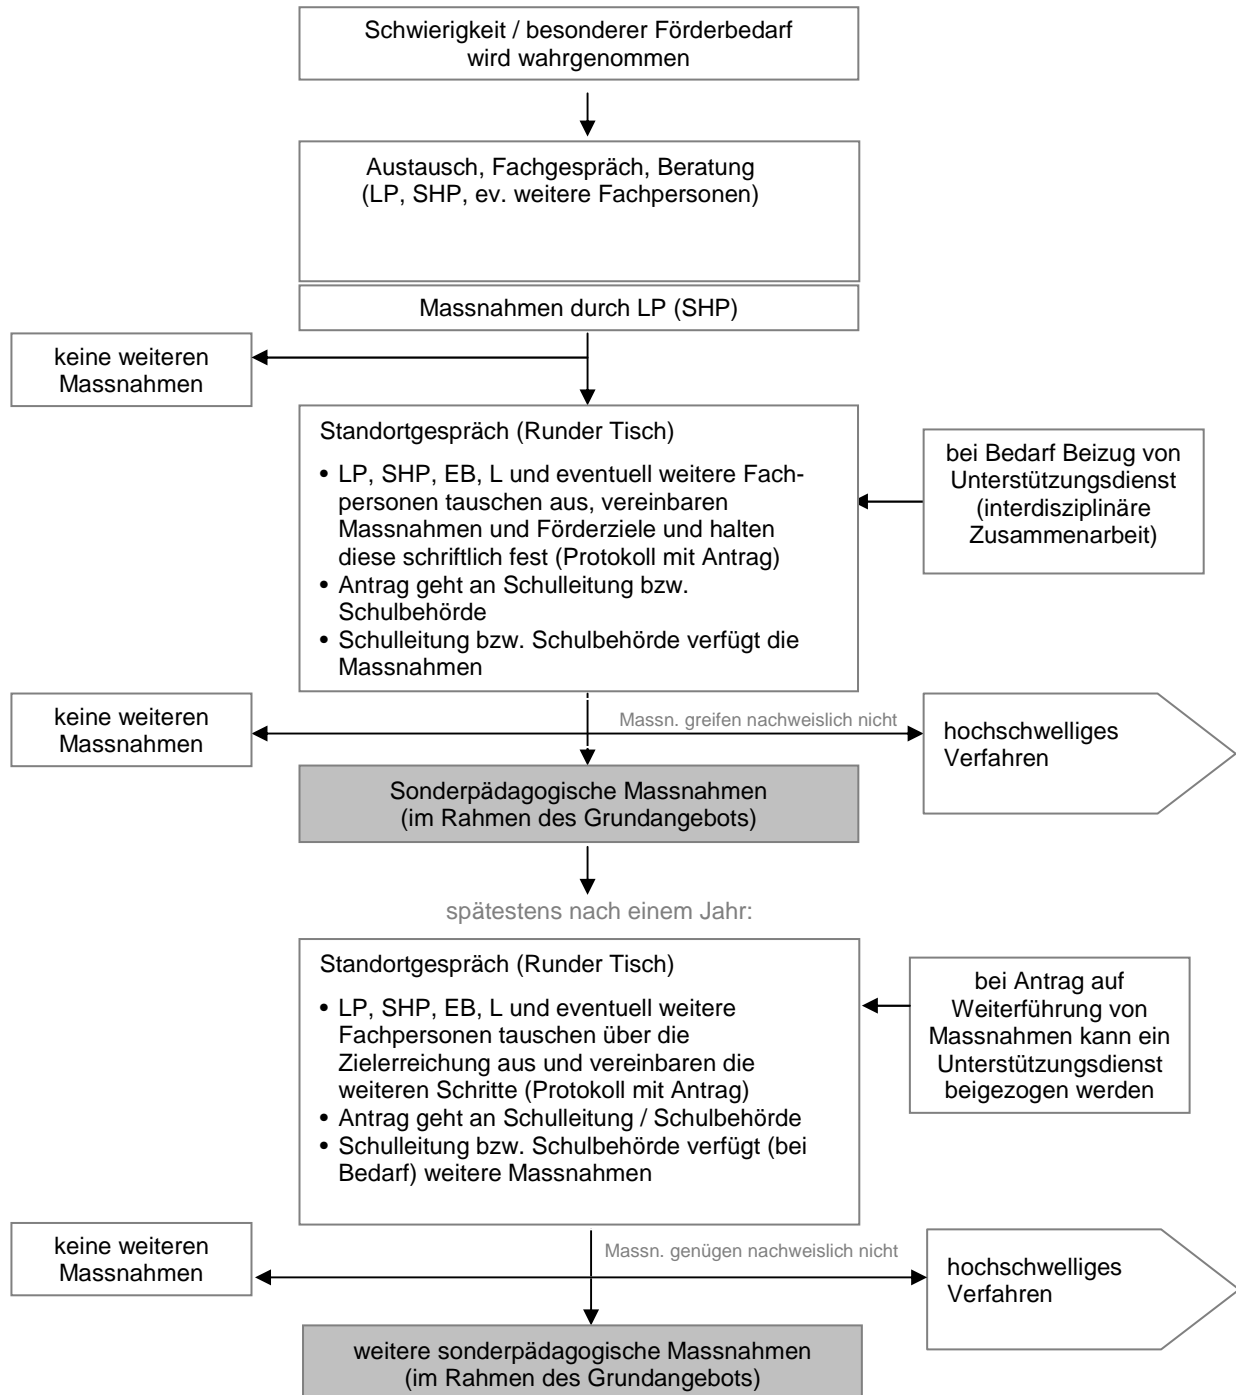 Schwierigkeit / besonderer Förderbedarf
wird wahrgenommen
Austausch, Fachgespräch, Beratung
(LP, SHP, ev. weitere Fachpersonen)
Massnahmen durch LP (SHP)
keine weiteren
Massnahmen
Standortgespräch (Runder Tisch)
• LP, SHP, EB, L und eventuell weitere Fach-
personen tauschen aus, vereinbaren
Massnahmen und Förderziele und halten
diese schriftlich fest (Protokoll mit Antrag)
• Antrag geht an Schulleitung bzw.
Schulbehörde
• Schulleitung bzw. Schulbehörde verfügt die
Massnahmen
bei Bedarf Beizug von
Unterstützungsdienst
(interdisziplinäre
Zusammenarbeit)
keine weiteren
Massnahmen
Massn. greifen nachweislich nicht
hochschwelliges
Verfahren
Sonderpädagogische Massnahmen
(im Rahmen des Grundangebots)
spätestens nach einem Jahr:
Standortgespräch (Runder Tisch)
• LP, SHP, EB, L und eventuell weitere
Fachpersonen tauschen über die
Zielerreichung aus und vereinbaren die
weiteren Schritte (Protokoll mit Antrag)
• Antrag geht an Schulleitung / Schulbehörde
• Schulleitung bzw. Schulbehörde verfügt (bei
Bedarf) weitere Massnahmen
bei Antrag auf
Weiterführung von
Massnahmen kann ein
Unterstützungsdienst
beigezogen werden
keine weiteren
Massnahmen
Massn. genügen nachweislich nicht
hochschwelliges
Verfahren
weitere sonderpädagogische Massnahmen
(im Rahmen des Grundangebots)